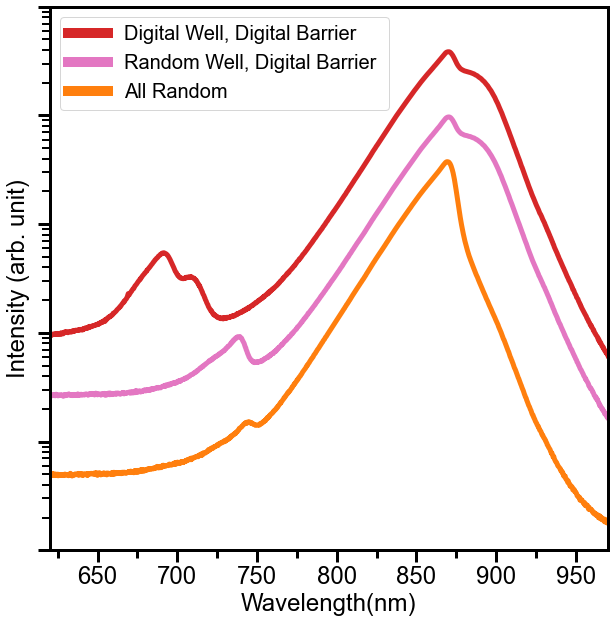 Digital Well, Digital Barrier
Random Well, Digital Barrier
All Random
Intensity (arb. unit)
650 700 750 800 850 900 950
Wavelength(nm)